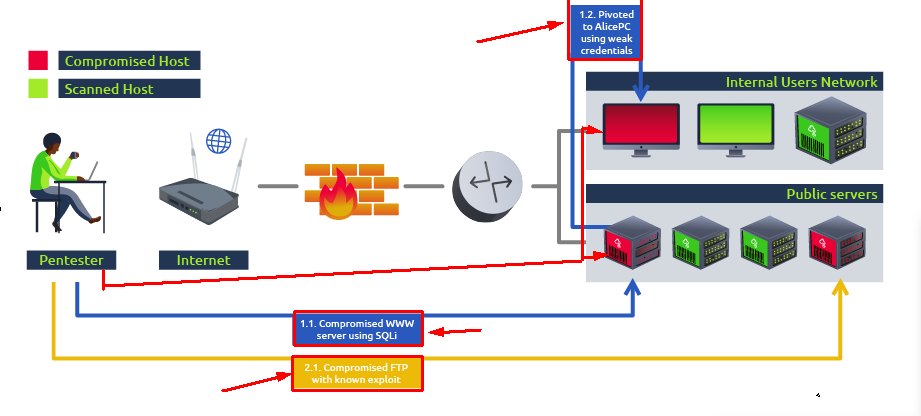 1.2. Pivoted
to AlicePC
using weak
credentials
Compromised Host
Scanned Host
Internal Users Network
Public servers
Pentester
Internet
1.1. Compromised WWW
server using SQLi
2.1. Compromised FTP
with known exploit